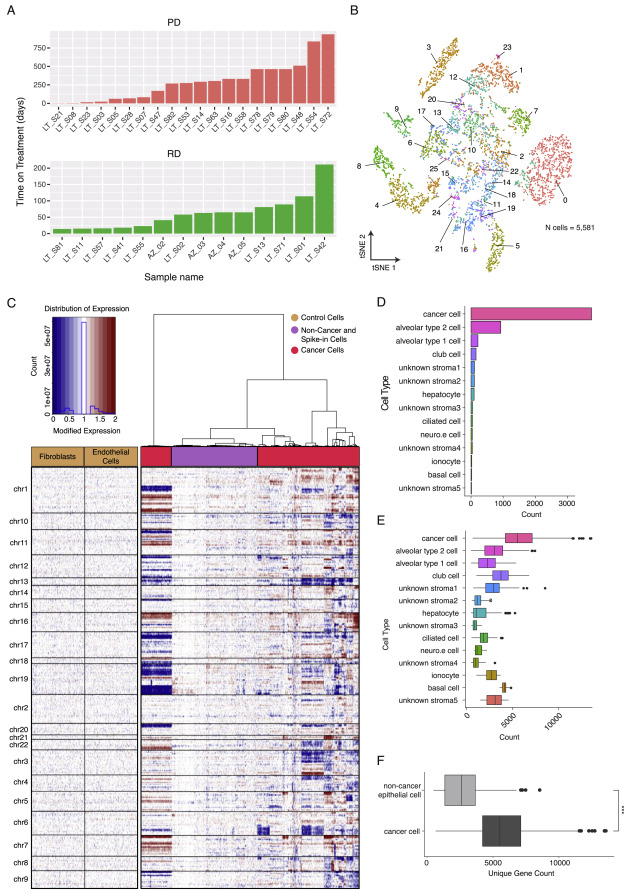 A
PD
Time on Treatment (days)
750
500
250
0
LT_S21
LT_S08
LT_S23
LT_S03
LT_S05
LT_S28
LT_S07
LT_S47
LT_S82
LT_S53
LT_S14
LT_S63
LT_S16
LT_S58
LT_S78
LT_S79
LT_S80
LT_S48
LT_S54
LT_S72
RD
200
150
100
50
0
LT_S81
LT_S11
LT_S57
LT_S41
LT_S55
AZ_02
LT_S02
AZ_03
AZ_04
AZ_05
LT_S13
LT_S71
LT_S01
LT_S42
Sample name
B
3
23
1
12
20
17
13
7
9
10
6
2
8
25
22
15
14
0
4
18
11
24
19
21
16
5
N cells = 5,581
tSNE 2
tSNE 1
C
Distribution of Expression
Count
5e+07
3e+07
1e+07
0 0.5 1 1.5 2
Modified Expression
Control Cells
Non-Cancer and
Spike-in Cells
Cancer Cells
Fibroblasts
Endothelial
Cells
chr1
chr10
chr11
chr12
chr13
chr14
chr15
chr16
chr17
chr18
chr19
chr2
chr20
chr21
chr22
chr3
chr4
chr5
chr6
chr7
chr8
chr9
D
Cell Type
cancer cell
alveolar type 2 cell
alveolar type 1 cell
club cell
unknown stroma1
unknown stroma2
hepatocyte
unknown stroma3
ciliated cell
neuro.e cell
unknown stroma4
ionocyte
basal cell
unknown stroma5
0 1000 2000 3000
Count
E
Cell Type
cancer cell
alveolar type 2 cell
alveolar type 1 cell
club cell
unknown stroma1
unknown stroma2
hepatocyte
unknown stroma3
ciliated cell
neuro.e cell
unknown stroma4
ionocyte
basal cell
unknown stroma5
0 5000 10000
Count
F
non-cancer
epithelial cell
cancer cell
***
0 5000 10000
Unique Gene Count